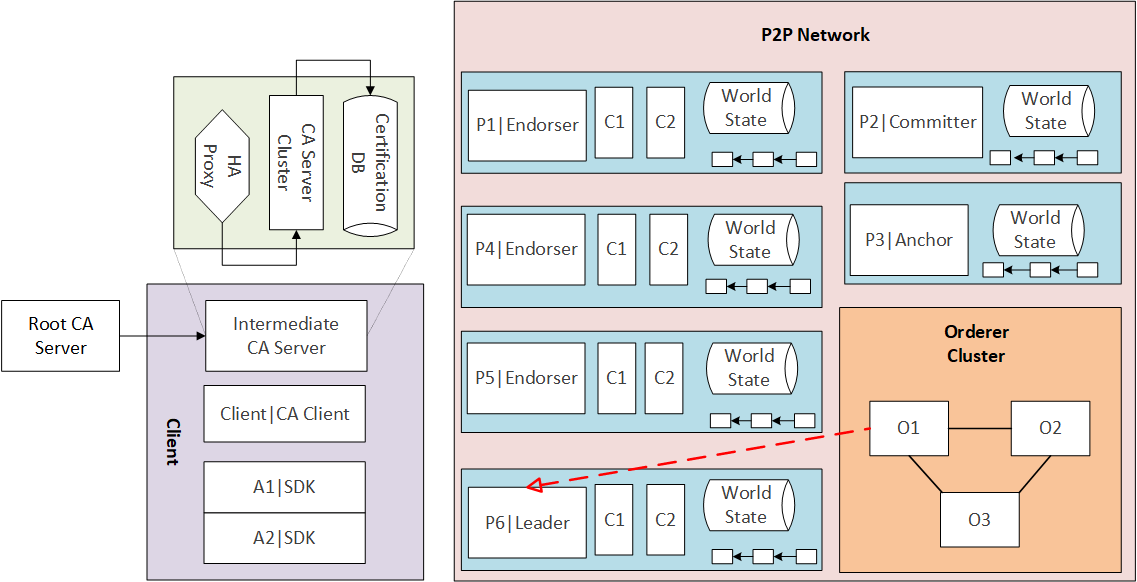 HA
Proxy
CA Server
Cluster
Certification
DB
Root CA
Server
Intermediate
CA Server
Client|CA Client
Client
A1|SDK
A2|SDK
P2P Network
P1|Endorser
C1
C2
World
State
P2|Committer
World
State
P4|Endorser
C1
C2
World
State
P3|Anchor
World
State
P5|Endorser
C1
C2
World
State
P6|Leader
C1
C2
World
State
Orderer
Cluster
O1
O2
O3